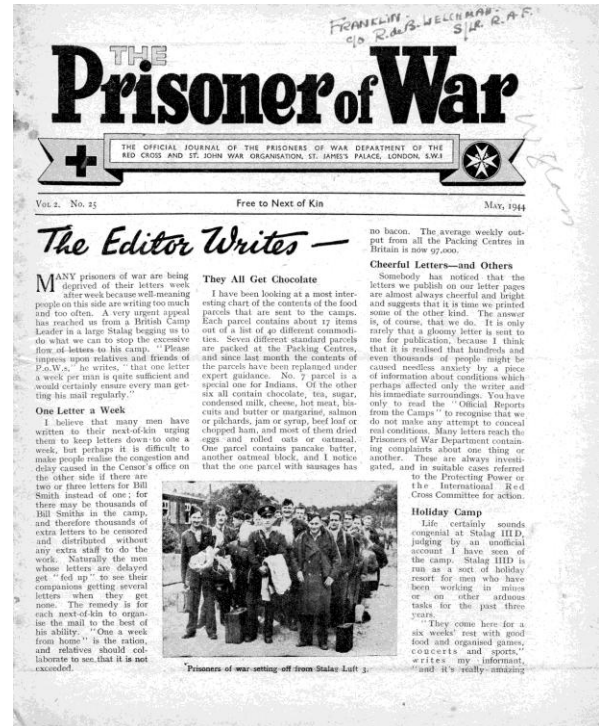 FRANKLIN.
c/o R. de B. WELCHMAN.
S/LR. R.A.F.
THE
Prisoner of War
THE OFFICIAL JOURNAL OF THE PRISONERS OF WAR DEPARTMENT OF THE
RED CROSS AND ST. JOHN WAR ORGANISATION, ST. JAMES'S PALACE, LONDON, S.W.1
VOL 2. No. 25
Free to Next of Kin
MAY, 1944
The Editor Writes —
MANY prisoners of war are being
deprived of their letters week
after week because well-meaning
people on this side are writing too much
and too often. A very urgent appeal
has reached us from a British Camp
Leader in a large Stalag begging us to
do what we can to stop the excessive
flow of letters to his camp. "Please
impress upon relatives and friends of
P.o.W.s," he writes, "that one letter
a week per man is quite sufficient and
would certainly ensure every man get-
ting his mail regularly."
One Letter a Week
I believe that many men have
written to their next-of-kin urging
them to keep letters down to one a
week, but perhaps it is difficult to
make people realise the congestion and
delay caused in the Censor's office on
the other side if there are
two or three letters for Bill
Smith instead of one; for
there may be thousands of
Bill Smiths in the camp,
and therefore thousands of
extra letters to be censored
and distributed without
any extra staff to do the
work. Naturally the men
whose letters are delayed
get "fed up" to see their
companions getting several
letters when they get
none. The remedy is for
each next-of-kin to organ-
ise the mail to the best of
his ability. "One a week
from home" is the ration,
and relatives should col-
laborate to see that it is not
exceeded.
They All Get Chocolate
I have been looking at a most inter-
esting chart of the contents of the food
parcels that are sent to the camps.
Each parcel contains about 17 items
out of a list of 40 different commodi-
ties. Seven different standard parcels
are packed at the Packing Centres,
and since last month the contents of
the parcels have been replanned under
expert guidance. No. 7 parcel is a
special one for Indians. Of the other
six all contain chocolate, tea, sugar,
condensed milk, cheese, hot meat, bis-
cuits and butter or margarine, salmon
or pilchards, jam or syrup, beef loaf or
chopped ham, and most of them dried
eggs and rolled oats or oatmeal.
One parcel contains pancake batter,
another oatmeal block, and I notice
that the one parcel with sausages has
Prisoners of war setting off from Stalag Luft 3.
no bacon. The average weekly out-
put from all the Packing Centres in
Britain is now 97,000.
Cheerful Letters—and Others
Somebody has noticed that the
letters we publish on our letter pages
are almost always cheerful and bright
and suggests that it is time we printed
some of the other kind. The answer
is, of course, that we do. It is only
rarely that a gloomy letter is sent to
me for publication, because I think
that it is realised that hundreds and
even thousands of people might be
caused needless anxiety by a piece
of information about conditions which
perhaps affected only the writer and
his immediate surroundings. You have
only to read the "Official Reports
from the Camps" to recognise that we
do not make any attempt to conceal
real conditions. Many letters reach the
Prisoners of War Department contain-
ing complaints about one thing or
another. These are always investi-
gated, and in suitable cases referred
to the Protecting Power or
the International Red
Cross Committee for action.
Holiday Camp
Life certainly sounds
congenial at Stalag IIID,
judging by an unofficial
account I have seen of
the camp. Stalag IIID is
run as a sort of holiday
resort for men who have
been working in mines
or on other arduous
tasks for the past three
years.
"They come here for a
six weeks' rest with good
food and organised games,
concerts and sports,"
writes my informant,
"and it's really amazing